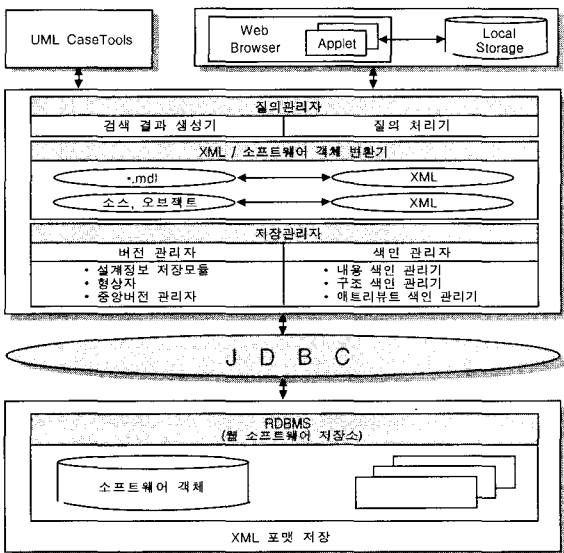 UML CaseTools
Web
Browser
Applet
Local
Storage
질의관리자
검색 결과 생성기
질의 처리기
XML / 소프트웨어 객체 변환기
*.mdl
XML
소스, 오브젝트
XML
저장관리자
버전 관리자
색인 관리자
• 설계정보 저장모듈
• 형상자
• 중앙버전 관리자
• 내용 색인 관리기
• 구조 색인 관리기
• 애트리뷰트 색인 관리기
J D B C
RDBMS
(웹 소프트웨어 저장소)
소프트웨어 객체
XML 포맷 저장